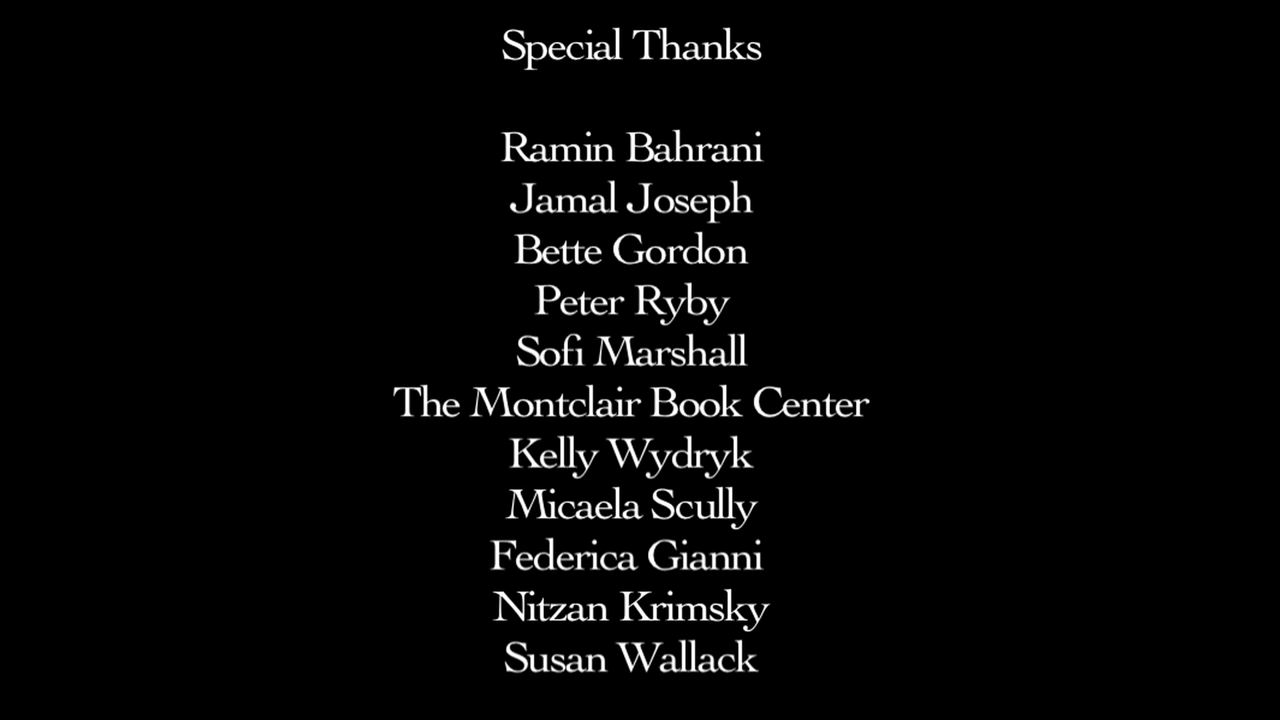 Special Thanks
Ramin Bahrani
Jamal Joseph
Bette Gordon
Peter Ryby
Sofi Marshall
The Montclair Book Center
Kelly Wydryk
Micaela Scully
Federica Gianni
Nitzan Krimsky
Susan Wallack